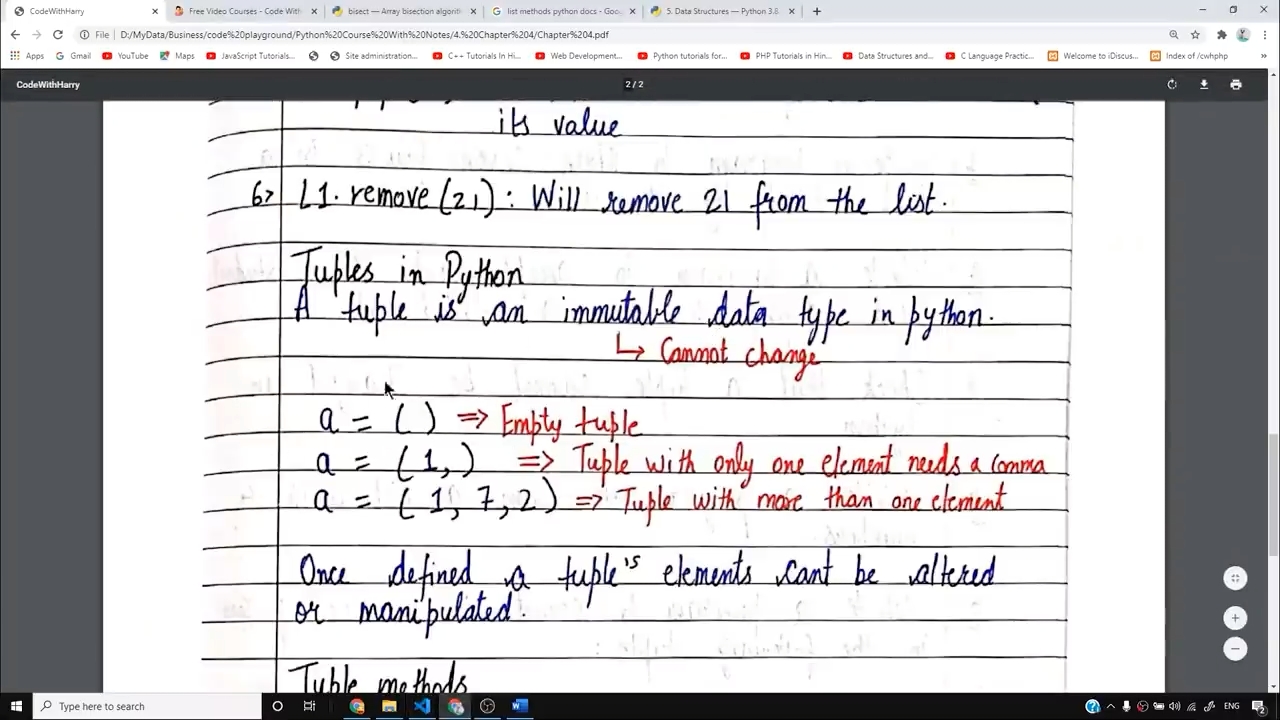 CodeWithHarry
Free Video Courses - Code With
bisect — Array bisection algorith
list methods python docs - Goog
5. Data Structures — Python 3.8.
File
D:/MyData/Business/code%20playground/Python%20Course%20With%20Notes/4.%20Chapter%204/Chapter%204.pdf
Apps
Gmail
YouTube
Maps
JavaScript Tutorials...
Site administration...
C++ Tutorials In Hi...
Web Development...
Python tutorials for...
PHP Tutorials in Hin...
Data Structures and...
C Language Practic...
Welcome to iDiscus...
Index of /cwhphp
CodeWithHarry
2 / 2
its value
6> L1.remove(21) : Will remove 21 from the list.
Tuples in Python
A tuple is an immutable data type in python.
↳ Cannot change
a = ( ) => Empty tuple
a = (1,) => Tuple with only one element needs a comma
a = (1, 7, 2) => Tuple with more than one element
Once defined a tuple's elements cant be altered
or manipulated.
Tuple methods
Type here to search
ENG